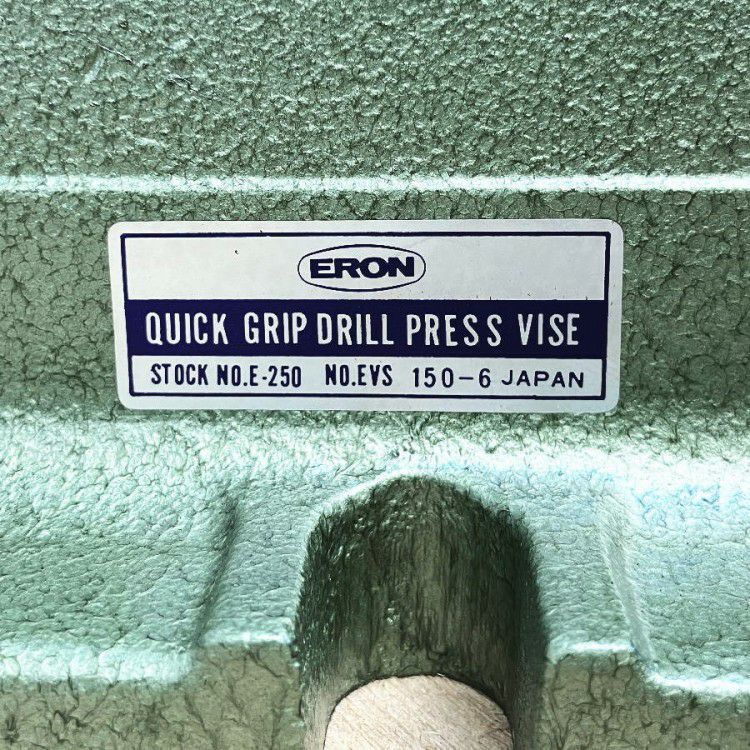 ERON
QUICK GRIP DRILL PRESS VISE
STOCK NO.E-250 NO.EVS 150-6 JAPAN